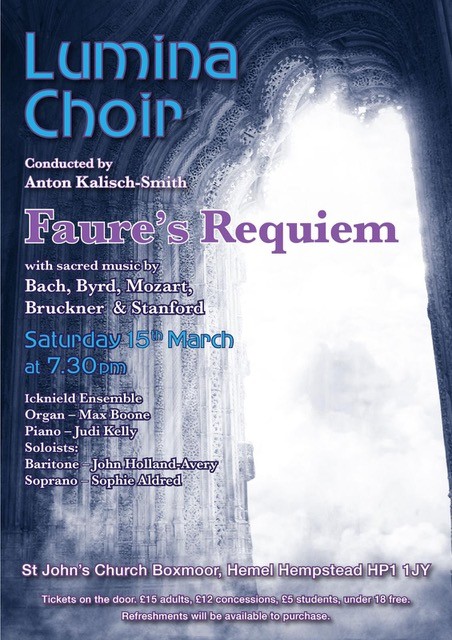 Lumina
Choir
Conducted by
Anton Kalisch-Smith
Faure's Requiem
with sacred music by
Bach, Byrd, Mozart,
Bruckner & Stanford
Saturday 15th March
at 7.30pm
Icknield Ensemble
Organ – Max Boone
Piano – Judi Kelly
Soloists:
Baritone – John Holland-Avery
Soprano – Sophie Aldred
St John's Church Boxmoor, Hemel Hempstead HP1 1JY
Tickets on the door. £15 adults, £12 concessions, £5 students, under 18 free.
Refreshments will be available to purchase.